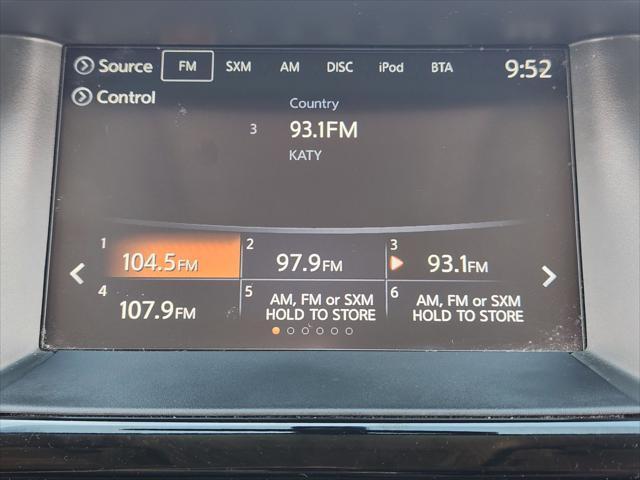 Source FM SXM AM DISC iPod BTA 9:52
Control
Country
3 93.1FM
KATY
1 104.5FM 2 97.9FM 3 93.1FM
4 107.9FM 5 AM, FM or SXM HOLD TO STORE 6 AM, FM or SXM HOLD TO STORE